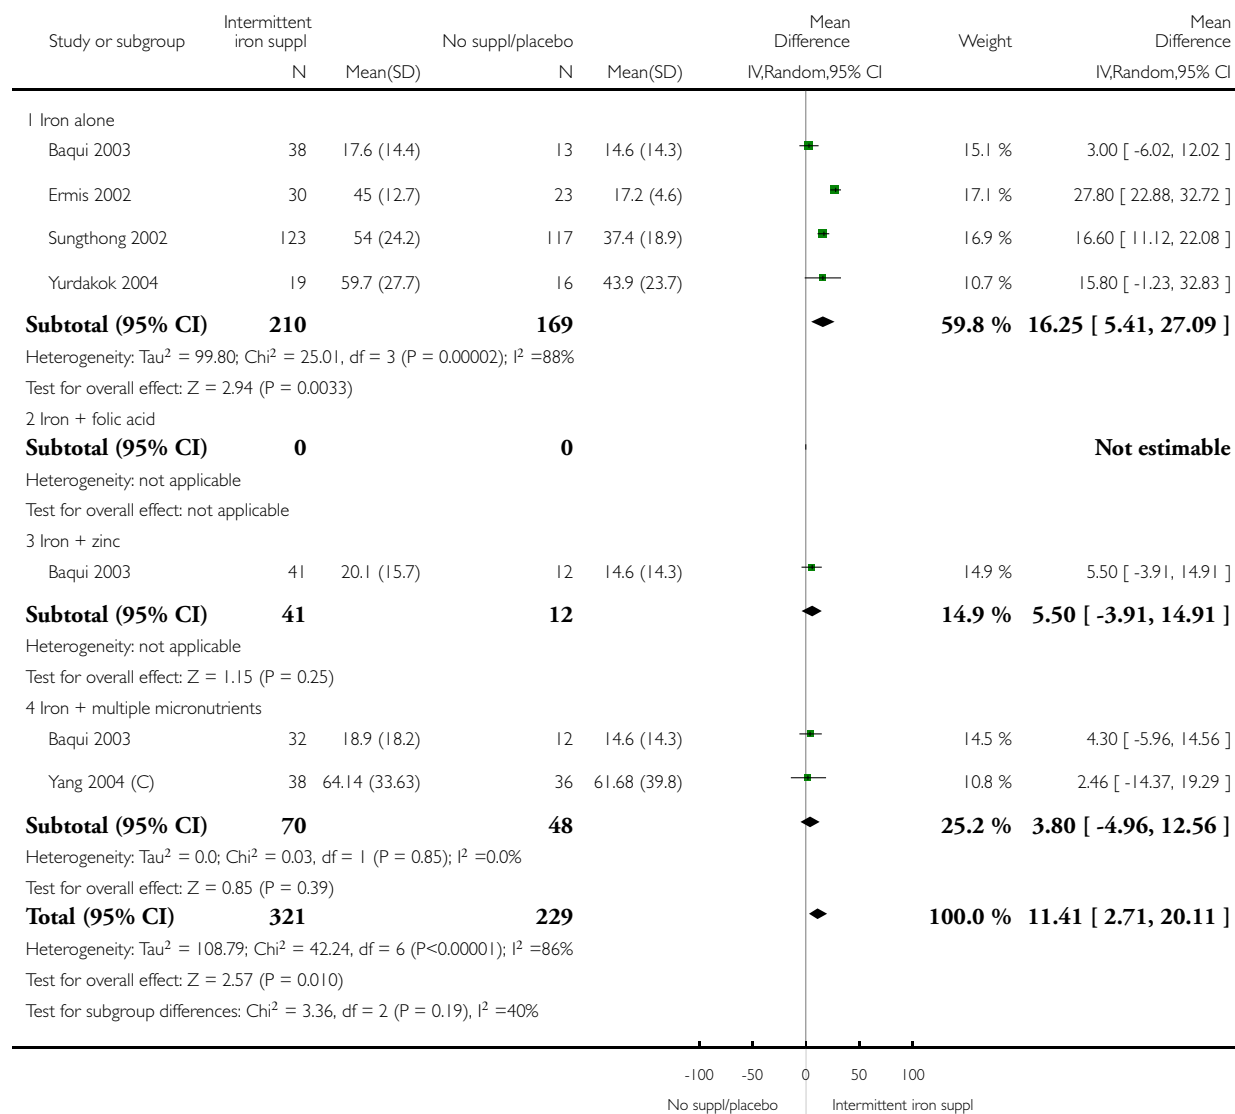 Study or subgroup Intermittent iron suppl No suppl/placebo Mean Difference Weight Mean Difference
N Mean(SD) N Mean(SD) IV,Random,95% CI IV,Random,95% CI
1 Iron alone
Baqui 2003 38 17.6 (14.4) 13 14.6 (14.3) 15.1 % 3.00 [ -6.02, 12.02 ]
Ermis 2002 30 45 (12.7) 23 17.2 (4.6) 17.1 % 27.80 [ 22.88, 32.72 ]
Sungthong 2002 123 54 (24.2) 117 37.4 (18.9) 16.9 % 16.60 [ 11.12, 22.08 ]
Yurdakok 2004 19 59.7 (27.7) 16 43.9 (23.7) 10.7 % 15.80 [ -1.23, 32.83 ]
Subtotal (95% CI) 210 169 59.8 % 16.25 [ 5.41, 27.09 ]
Heterogeneity: Tau² = 99.80; Chi² = 25.01, df = 3 (P = 0.00002); I² =88%
Test for overall effect: Z = 2.94 (P = 0.0033)
2 Iron + folic acid
Subtotal (95% CI) 0 0 Not estimable
Heterogeneity: not applicable
Test for overall effect: not applicable
3 Iron + zinc
Baqui 2003 41 20.1 (15.7) 12 14.6 (14.3) 14.9 % 5.50 [ -3.91, 14.91 ]
Subtotal (95% CI) 41 12 14.9 % 5.50 [ -3.91, 14.91 ]
Heterogeneity: not applicable
Test for overall effect: Z = 1.15 (P = 0.25)
4 Iron + multiple micronutrients
Baqui 2003 32 18.9 (18.2) 12 14.6 (14.3) 14.5 % 4.30 [ -5.96, 14.56 ]
Yang 2004 (C) 38 64.14 (33.63) 36 61.68 (39.8) 10.8 % 2.46 [ -14.37, 19.29 ]
Subtotal (95% CI) 70 48 25.2 % 3.80 [ -4.96, 12.56 ]
Heterogeneity: Tau² = 0.0; Chi² = 0.03, df = 1 (P = 0.85); I² =0.0%
Test for overall effect: Z = 0.85 (P = 0.39)
Total (95% CI) 321 229 100.0 % 11.41 [ 2.71, 20.11 ]
Heterogeneity: Tau² = 108.79; Chi² = 42.24, df = 6 (P<0.00001); I² =86%
Test for overall effect: Z = 2.57 (P = 0.010)
Test for subgroup differences: Chi² = 3.36, df = 2 (P = 0.19), I² =40%
-100 -50 0 50 100
No suppl/placebo Intermittent iron suppl